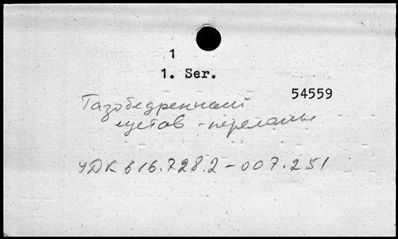 1
1. Ser.
54559
Тазобедренный
сустав - переломы
УДК 616.728.2-007.251